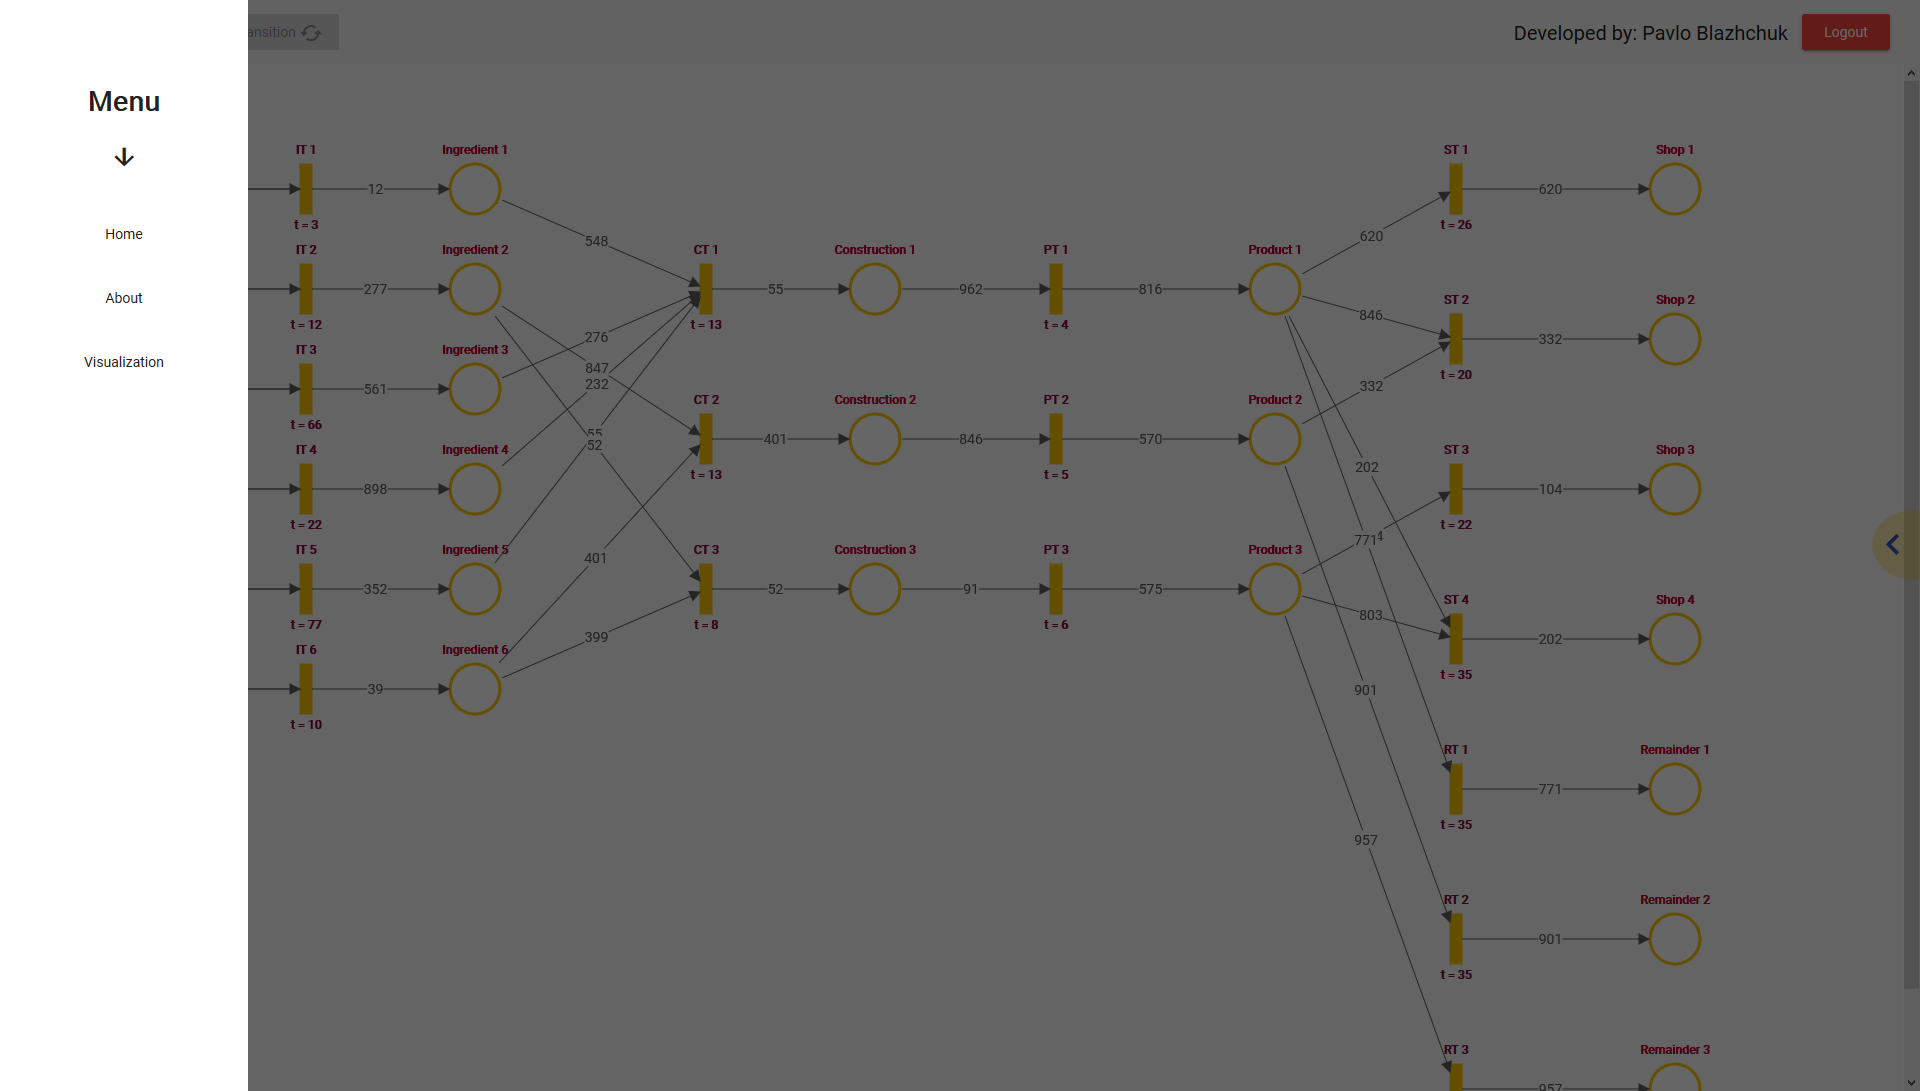 ansition
Developed by: Pavlo Blazhchuk
Logout
Menu
Home
About
Visualization
IT 1
t = 3
IT 2
t = 12
IT 3
t = 66
IT 4
t = 22
IT 5
t = 77
IT 6
t = 10
12
277
561
898
352
39
Ingredient 1
Ingredient 2
Ingredient 3
Ingredient 4
Ingredient 5
Ingredient 6
548
276
847
232
55
52
401
399
CT 1
t = 13
CT 2
t = 13
CT 3
t = 8
55
401
52
Construction 1
Construction 2
Construction 3
962
846
91
PT 1
t = 4
PT 2
t = 5
PT 3
t = 6
816
570
575
Product 1
Product 2
Product 3
620
846
332
202
771
803
901
957
ST 1
t = 26
ST 2
t = 20
ST 3
t = 22
ST 4
t = 35
RT 1
t = 35
RT 2
t = 35
RT 3
620
332
104
202
771
901
957
Shop 1
Shop 2
Shop 3
Shop 4
Remainder 1
Remainder 2
Remainder 3